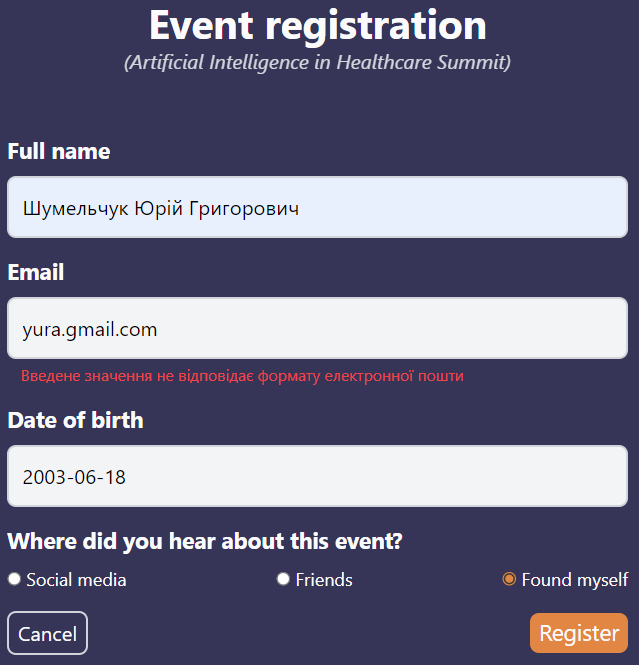 Event registration
(Artificial Intelligence in Healthcare Summit)
Full name
Шумельчук Юрій Григорович
Email
yura.gmail.com
Введене значення не відповідає формату електронної пошти
Date of birth
2003-06-18
Where did you hear about this event?
Social media Friends Found myself
Cancel Register